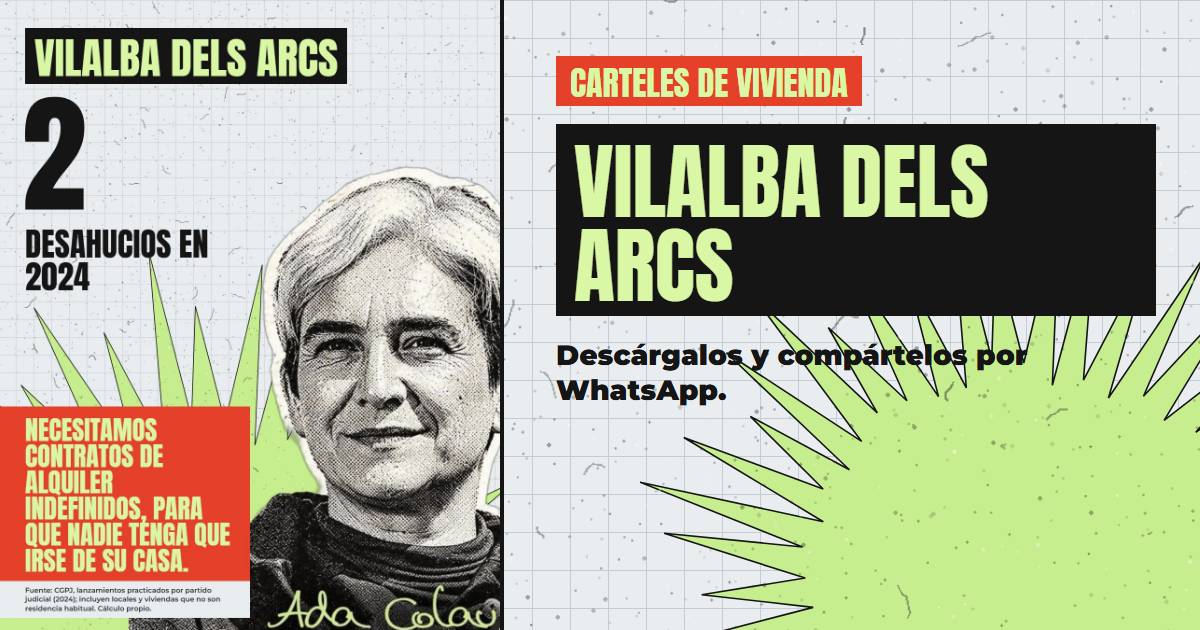 VILALBA DELS ARCS
2
DESAHUCIOS EN
2024
NECESITAMOS
CONTRATOS DE
ALQUILER
INDEFINIDOS, PARA
QUE NADIE TENGA QUE
IRSE DE SU CASA.
Fuente: CGPJ, lanzamientos practicados por partido
judicial (2024); incluyen locales y viviendas que no son
residencia habitual. Cálculo propio.
Ada Colau
CARTELES DE VIVIENDA
VILALBA DELS
ARCS
Descárgalos y compártelos por
WhatsApp.